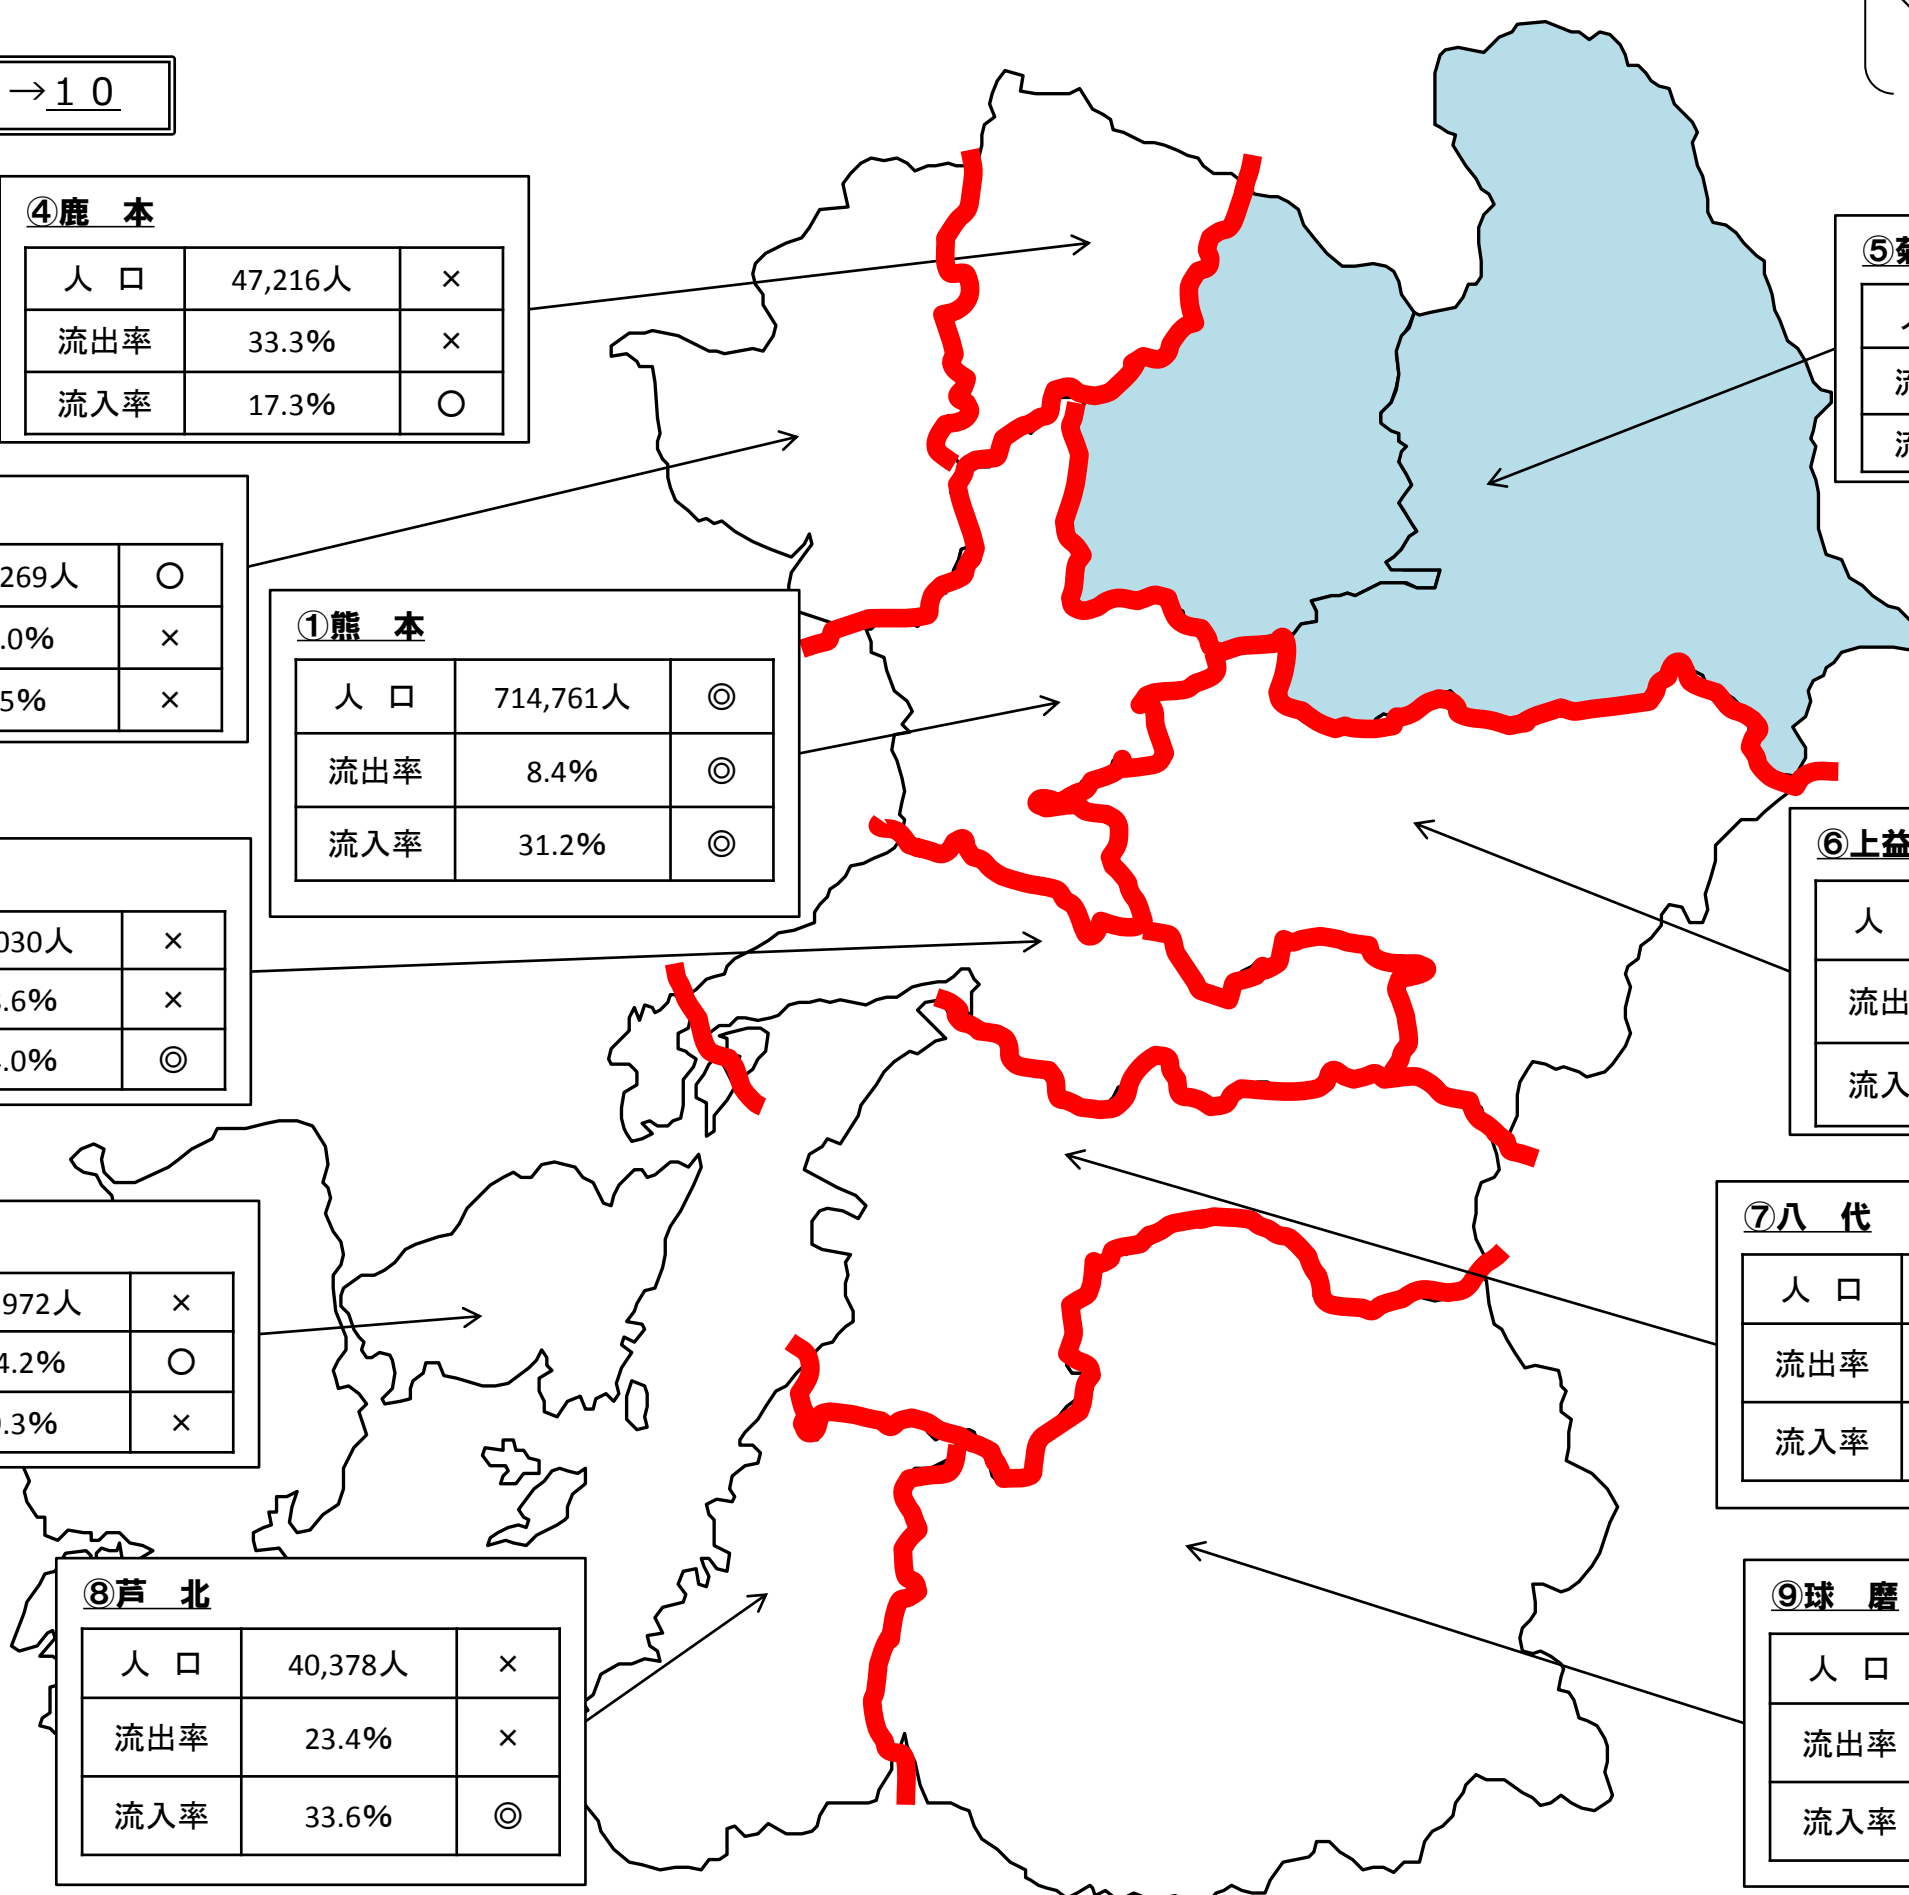 →１０
④鹿　本
人　口 47,216人 ×
流出率 33.3% ×
流入率 17.3% ○
269人 ○
.0% ×
5% ×
①熊　本
人　口 714,761人 ◎
流出率 8.4% ◎
流入率 31.2% ◎
030人 ×
.6% ×
.0% ◎
972人 ×
4.2% ○
.3% ×
⑧芦　北
人　口 40,378人 ×
流出率 23.4% ×
流入率 33.6% ◎
⑤菊
流
流
⑥上益
人
流出
流入
⑦八　代
人　口
流出率
流入率
⑨球　磨
人　口
流出率
流入率